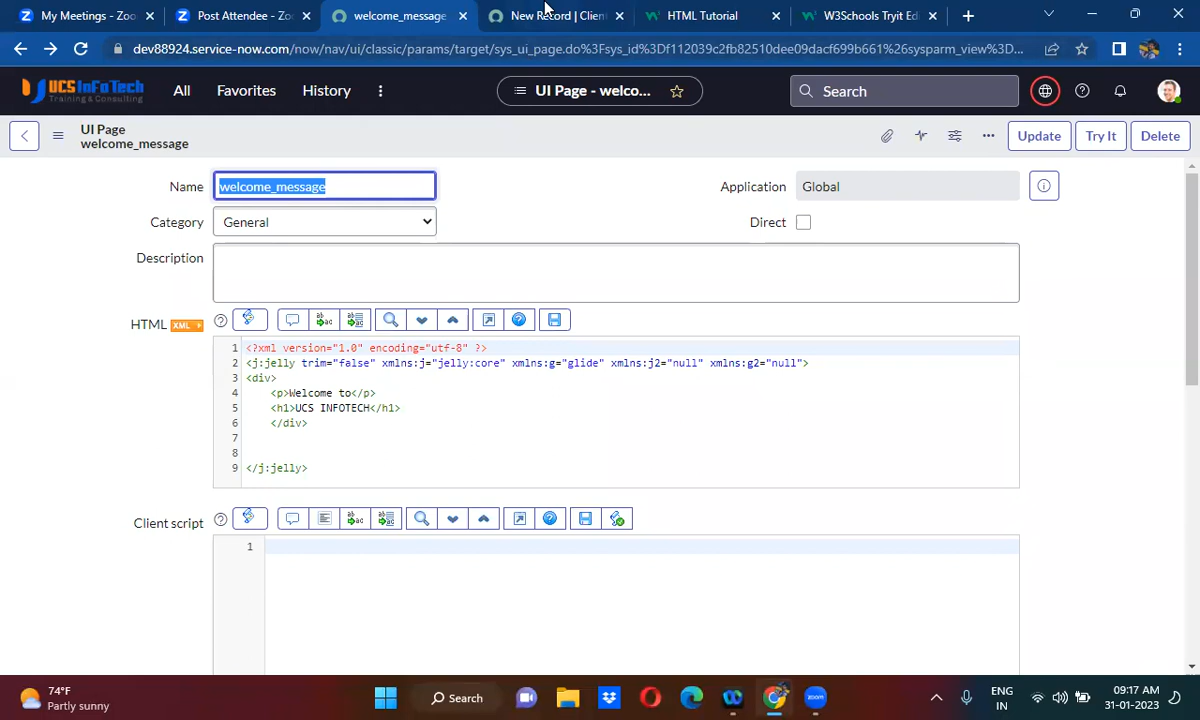 My Meetings - Zoo
Post Attendee - Zoo
welcome_message
New Record | Clien
HTML Tutorial
W3Schools Tryit Edi
dev88924.service-now.com/now/nav/ui/classic/params/target/sys_ui_page.do%3Fsys_id%3Df112039c2fb82510dee09dacf699b661%26sysparm_view%3D...
UCS InFoTech
Training & Consulting
All
Favorites
History
UI Page - welco...
Search
UI Page
welcome_message
Update
Try It
Delete
Name
welcome_message
Application
Global
Category
General
Direct
Description
HTML
XML
1 <?xml version="1.0" encoding="utf-8" ?>
2 <j:jelly trim="false" xmlns:j="jelly:core" xmlns:g="glide" xmlns:j2="null" xmlns:g2="null">
3 <div>
4 <p>Welcome to</p>
5 <h1>UCS INFOTECH</h1>
6 </div>
7
8
9 </j:jelly>
Client script
1
74°F
Partly sunny
Search
ENG
IN
09:17 AM
31-01-2023